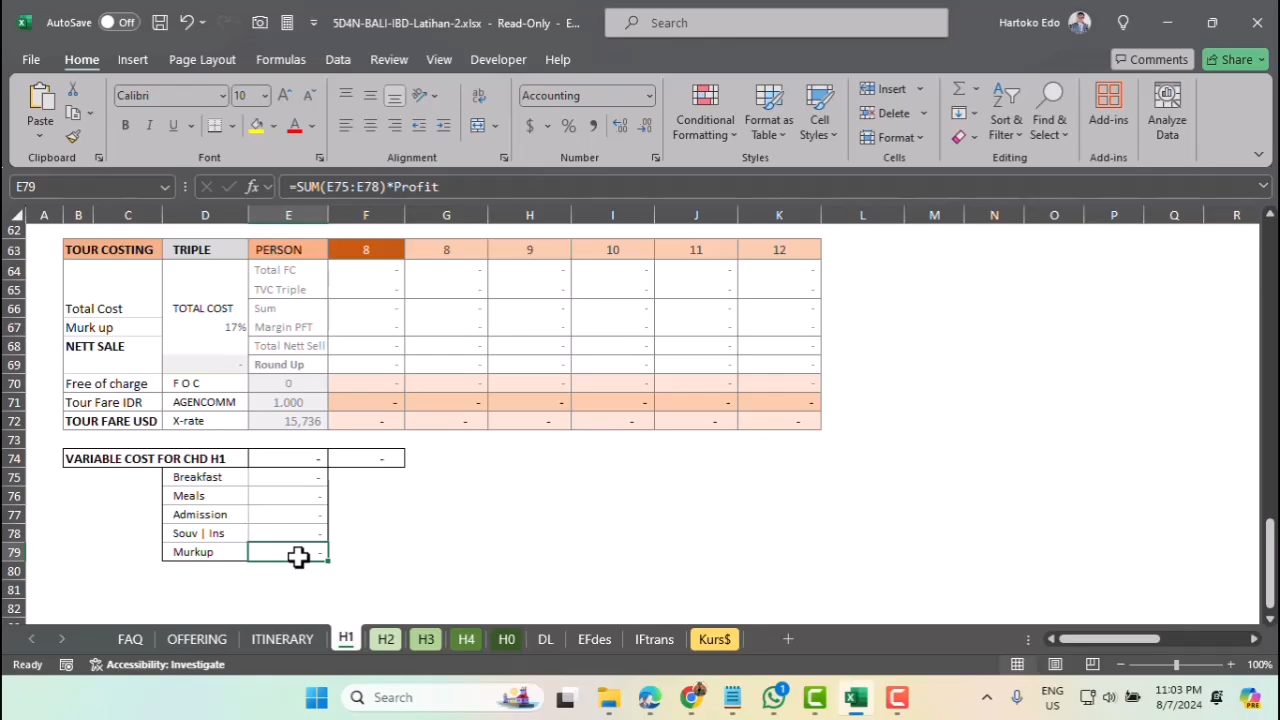 AutoSave Off 5D4N-BALI-IBD-Latihan-2.xlsx - Read-Only - E... Search Hartoko Edo
File Home Insert Page Layout Formulas Data Review View Developer Help Comments Share
Paste Calibri 10 Accounting Conditional Formatting Format as Table Cell Styles Insert Delete Format Sort & Filter Find & Select Add-ins Analyze Data
Clipboard Font Alignment Number Styles Cells Editing Add-ins
E79 fx =SUM(E75:E78)*Profit
A B C D E F G H I J K L M N O P Q R
62
63 TOUR COSTING TRIPLE PERSON 8 8 9 10 11 12
64 Total FC - - - - - -
65 TVC Triple - - - - - -
66 Total Cost TOTAL COST Sum - - - - - -
67 Murk up 17% Margin PFT - - - - - -
68 NETT SALE Total Nett Sell - - - - - -
69 - Round Up - - - - - -
70 Free of charge F O C 0 - - - - - -
71 Tour Fare IDR AGENCOMM 1.000 - - - - - -
72 TOUR FARE USD X-rate 15,736 - - - - - -
73
74 VARIABLE COST FOR CHD H1 - -
75 Breakfast -
76 Meals -
77 Admission -
78 Souv | Ins -
79 Murkup -
80
81
82
FAQ OFFERING ITINERARY H1 H2 H3 H4 H0 DL EFdes IFtrans Kurs$
Ready Accessibility: Investigate 100%
Search 1 ENG US 11:03 PM 8/7/2024 PRE